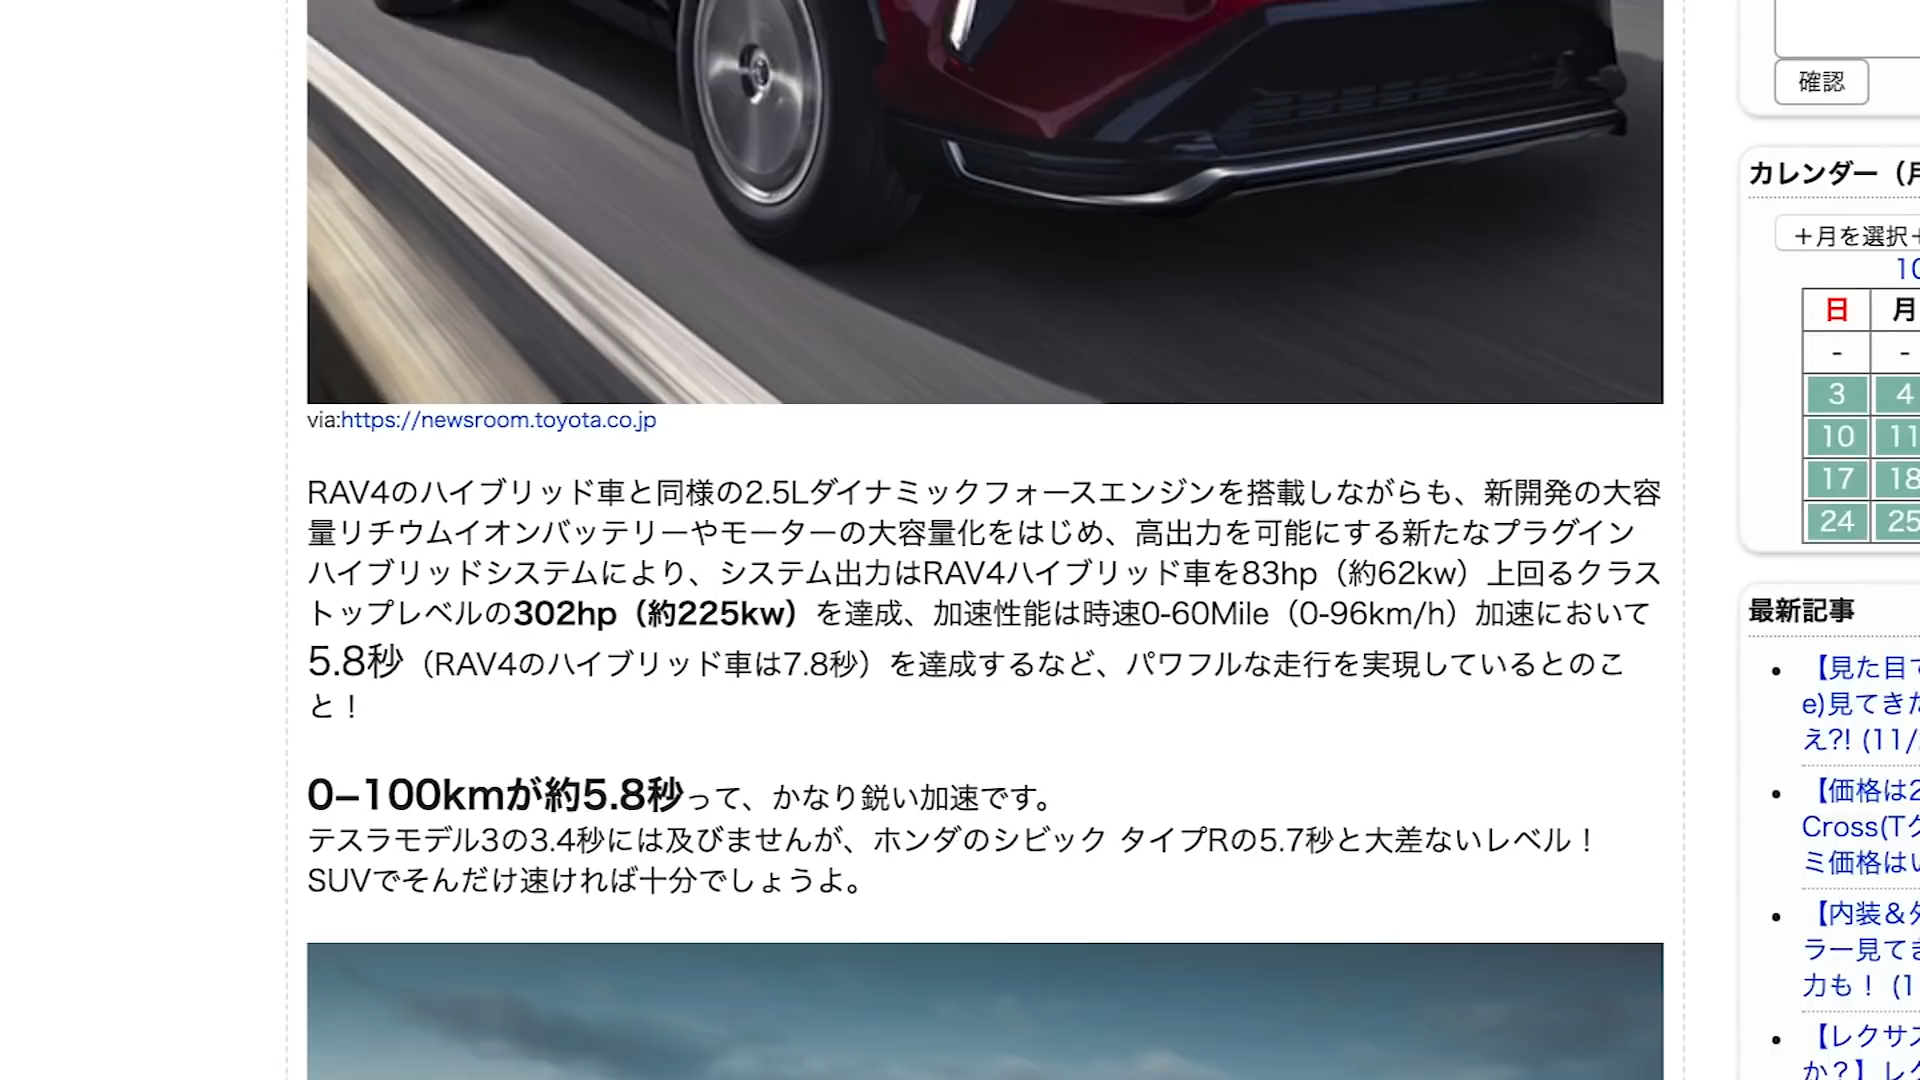 via:https://newsroom.toyota.co.jp
RAV4のハイブリッド車と同様の2.5Lダイナミックフォースエンジンを搭載しながらも、新開発の大容
量リチウムイオンバッテリーやモーターの大容量化をはじめ、高出力を可能にする新たなプラグイン
ハイブリッドシステムにより、システム出力はRAV4ハイブリッド車を83hp（約62kw）上回るクラス
トップレベルの302hp（約225kw）を達成、加速性能は時速0-60Mile（0-96km/h）加速において
5.8秒（RAV4のハイブリッド車は7.8秒）を達成するなど、パワフルな走行を実現しているとのこ
と！
0−100kmが約5.8秒って、かなり鋭い加速です。
テスラモデル3の3.4秒には及びませんが、ホンダのシビック タイプRの5.7秒と大差ないレベル！
SUVでそんだけ速ければ十分でしょうよ。
確認
カレンダー（月
＋月を選択＋
10
日 月
- -
3 4
10 11
17 18
24 25
最新記事
【見た目で
e)見てきた
え?! (11/
【価格は2
Cross(Tク
ミ価格はい
【内装＆外
ラー見てき
力も！ (1
【レクサス
か？】レク